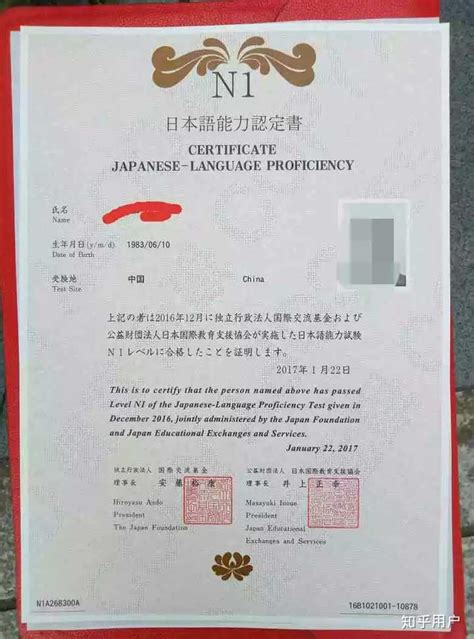 N1
日本語能力認定書
CERTIFICATE
JAPANESE-LANGUAGE PROFICIENCY
氏名
Name
生年月日(y/m/d) 1983/06/10
Date of Birth
受験地 中国 China
Test Site
上記の者は2016年12月に独立行政法人国際交流基金および
公益財団法人日本国際教育支援協会が実施した日本語能力試験
N1レベルに合格したことを証明します。
2017年1月22日
This is to certify that the person named above has passed
Level N1 of the Japanese-Language Proficiency Test given in
December 2016, jointly administered by the Japan Foundation
and Japan Educational Exchanges and Services.
January 22, 2017
独立行政法人 国際交流基金 公益財団法人 日本国際教育支援協会
安藤裕康 井上正幸
Hiroyasu Ando Masayuki Inoue
President President
The Japan Foundation Japan Educational
Exchanges and Services
N1A268300A 16B1021001-10878
知乎用户